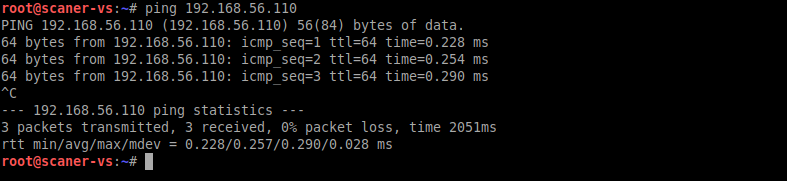 root@scaner-vs:~# ping 192.168.56.110
PING 192.168.56.110 (192.168.56.110) 56(84) bytes of data.
64 bytes from 192.168.56.110: icmp_seq=1 ttl=64 time=0.228 ms
64 bytes from 192.168.56.110: icmp_seq=2 ttl=64 time=0.254 ms
64 bytes from 192.168.56.110: icmp_seq=3 ttl=64 time=0.290 ms
^C
--- 192.168.56.110 ping statistics ---
3 packets transmitted, 3 received, 0% packet loss, time 2051ms
rtt min/avg/max/mdev = 0.228/0.257/0.290/0.028 ms
root@scaner-vs:~#